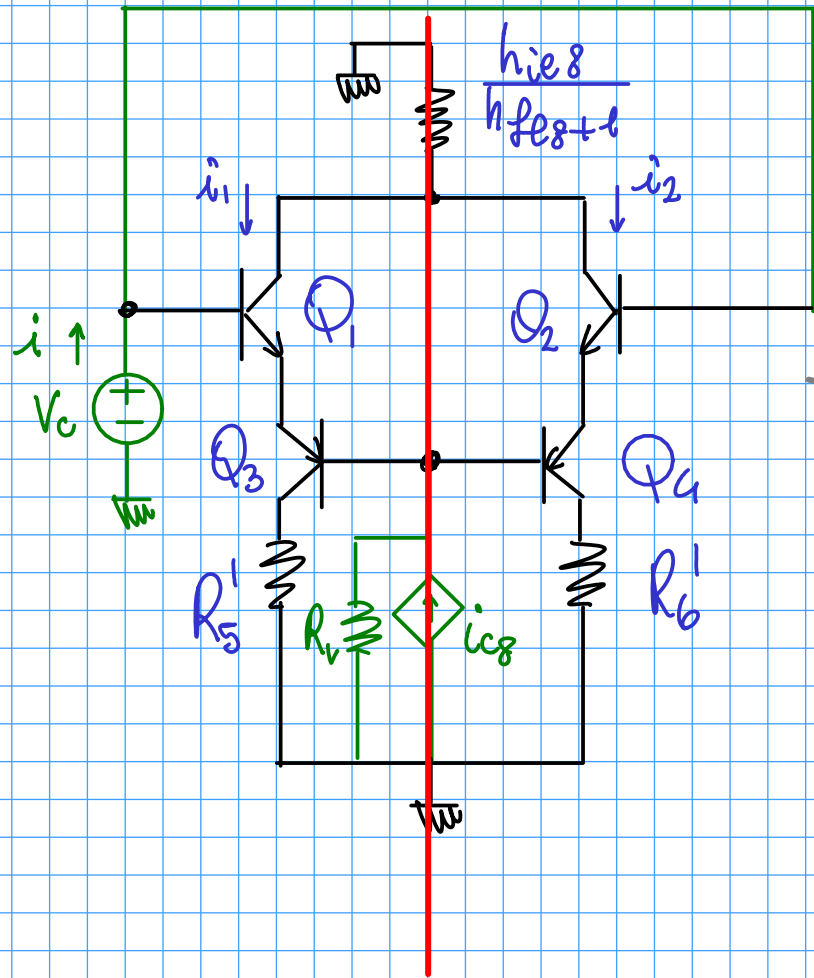 hie8
hfe8+1
i1
i2
Q1
Q2
i
+
Vc
−
Q3
Q4
R5'
Rv
ic8
R6'